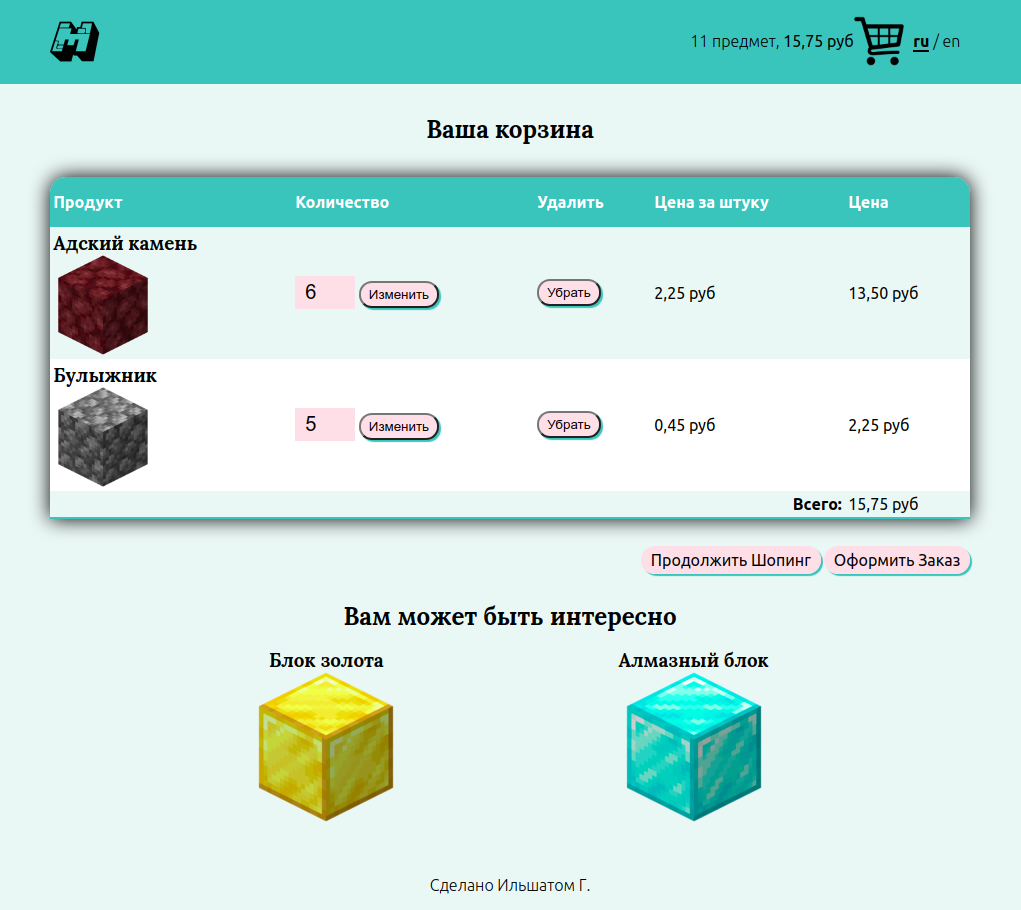 11 предмет, 15,75 руб ru / en
Ваша корзина
Продукт Количество Удалить Цена за штуку Цена
Адский камень
6 Изменить Убрать 2,25 руб 13,50 руб
Булыжник
5 Изменить Убрать 0,45 руб 2,25 руб
Всего: 15,75 руб
Продолжить Шопинг Оформить Заказ
Вам может быть интересно
Блок золота Алмазный блок
Сделано Ильшатом Г.